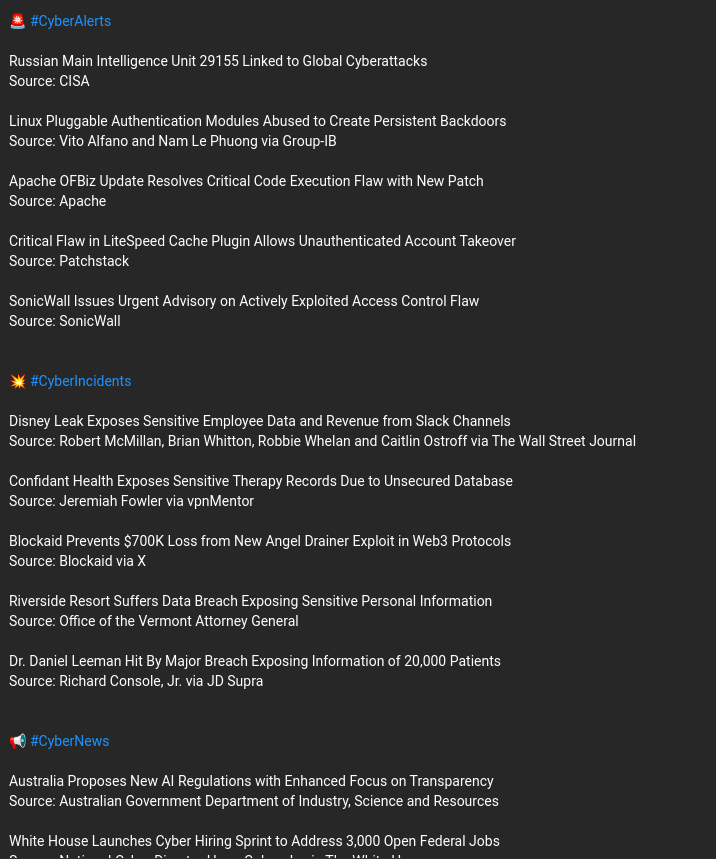 🚨 #CyberAlerts
Russian Main Intelligence Unit 29155 Linked to Global Cyberattacks
Source: CISA
Linux Pluggable Authentication Modules Abused to Create Persistent Backdoors
Source: Vito Alfano and Nam Le Phuong via Group-IB
Apache OFBiz Update Resolves Critical Code Execution Flaw with New Patch
Source: Apache
Critical Flaw in LiteSpeed Cache Plugin Allows Unauthenticated Account Takeover
Source: Patchstack
SonicWall Issues Urgent Advisory on Actively Exploited Access Control Flaw
Source: SonicWall
💥 #CyberIncidents
Disney Leak Exposes Sensitive Employee Data and Revenue from Slack Channels
Source: Robert McMillan, Brian Whitton, Robbie Whelan and Caitlin Ostroff via The Wall Street Journal
Confidant Health Exposes Sensitive Therapy Records Due to Unsecured Database
Source: Jeremiah Fowler via vpnMentor
Blockaid Prevents $700K Loss from New Angel Drainer Exploit in Web3 Protocols
Source: Blockaid via X
Riverside Resort Suffers Data Breach Exposing Sensitive Personal Information
Source: Office of the Vermont Attorney General
Dr. Daniel Leeman Hit By Major Breach Exposing Information of 20,000 Patients
Source: Richard Console, Jr. via JD Supra
📢 #CyberNews
Australia Proposes New AI Regulations with Enhanced Focus on Transparency
Source: Australian Government Department of Industry, Science and Resources
White House Launches Cyber Hiring Sprint to Address 3,000 Open Federal Jobs